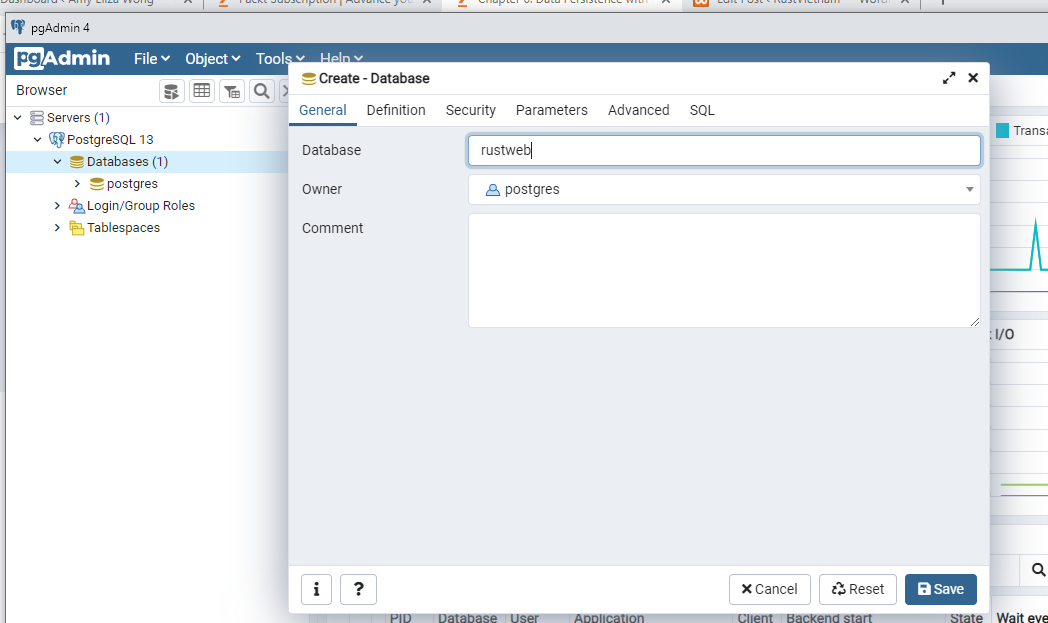 Dashboard < Amy Eliza Wong
Packt Subscription | Advance you
Chapter 6: Data Persistence with
Edit Post < RustVietnam — Word
pgAdmin 4
pgAdmin File Object Tools Help
Browser
Servers (1)
PostgreSQL 13
Databases (1)
postgres
Login/Group Roles
Tablespaces
Create - Database
General Definition Security Parameters Advanced SQL
Database rustweb
Owner postgres
Comment
i ? Cancel Reset Save
I/O
PID Database User Application Client Backend start State Wait